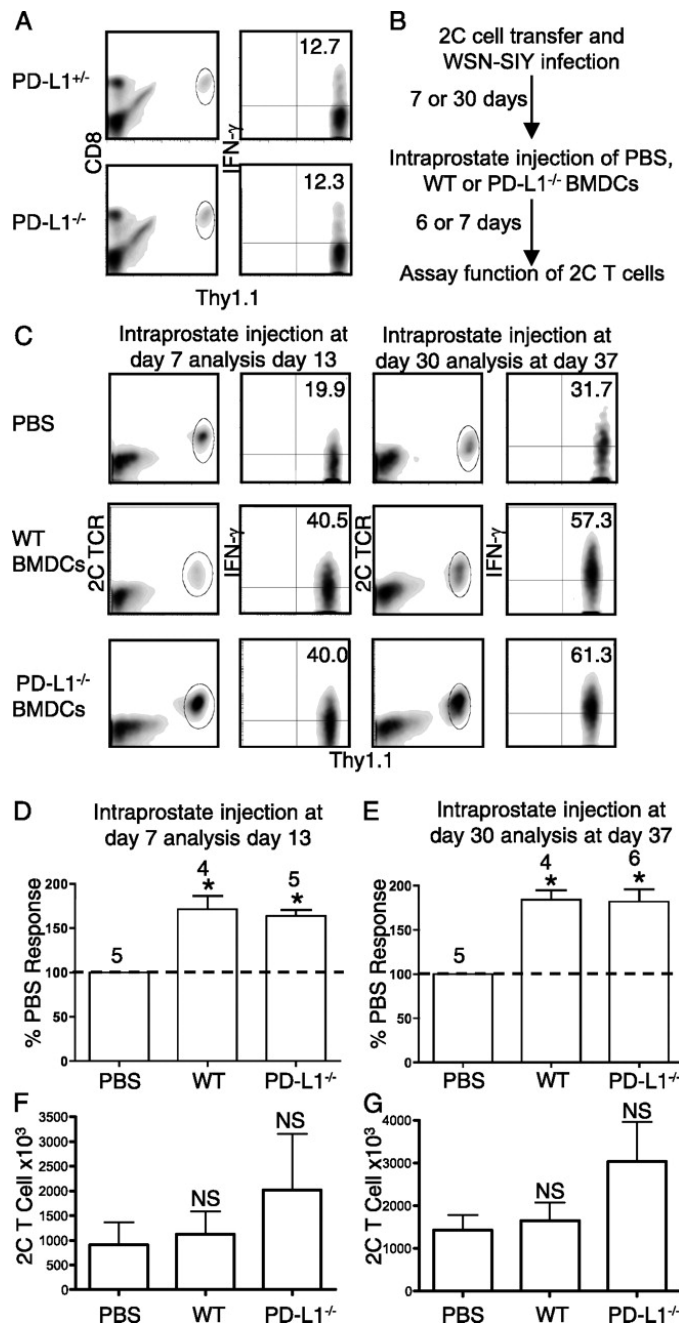 A
B
12.7
PD-L1+/-
CD8
IFN-γ
12.3
PD-L1-/-
Thy1.1
2C cell transfer and
WSN-SIY infection
7 or 30 days
Intraprostate injection of PBS,
WT or PD-L1-/- BMDCs
6 or 7 days
Assay function of 2C T cells
C
Intraprostate injection at
day 7 analysis day 13
Intraprostate injection at
day 30 analysis at day 37
PBS
19.9
31.7
WT
BMDCs
2C TCR
40.5
IFN-γ
2C TCR
57.3
IFN-γ
PD-L1-/-
BMDCs
40.0
61.3
Thy1.1
D
Intraprostate injection at
day 7 analysis day 13
% PBS Response
200
150
100
50
0
5
4
*
5
*
PBS
WT
PD-L1-/-
E
Intraprostate injection at
day 30 analysis at day 37
% PBS Response
200
150
100
50
0
5
4
*
6
*
PBS
WT
PD-L1-/-
F
2C T Cell x10³
3500
3000
2500
2000
1500
1000
500
0
NS
NS
PBS
WT
PD-L1-/-
G
2C T Cell x10³
4000
3000
2000
1000
0
NS
NS
PBS
WT
PD-L1-/-